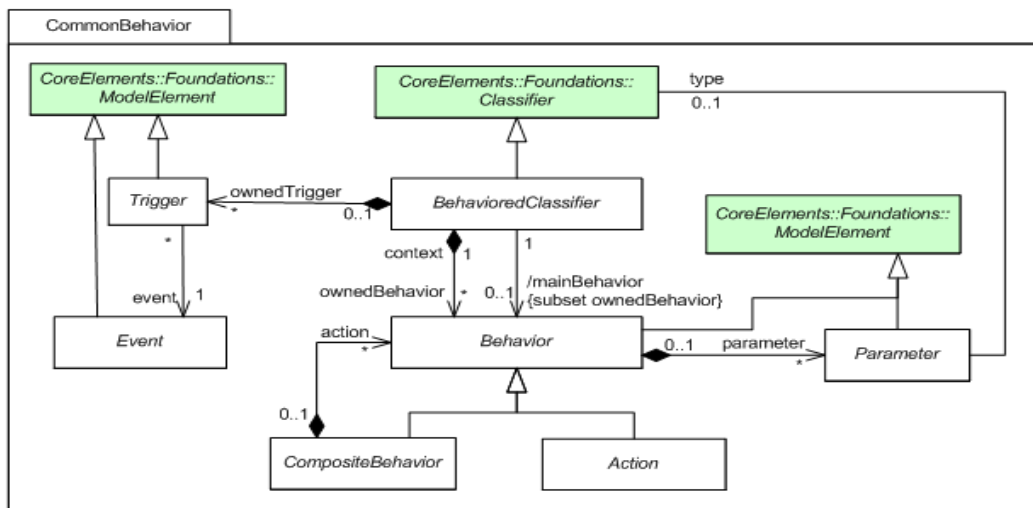 CommonBehavior
CoreElements::Foundations::
ModelElement
CoreElements::Foundations::
Classifier
type
0..1
Trigger
ownedTrigger
*
0..1
BehavioredClassifier
CoreElements::Foundations::
ModelElement
*
event
1
context
1
1
ownedBehavior
*
0..1
/mainBehavior
{subset ownedBehavior}
Event
action
*
Behavior
0..1
parameter
*
Parameter
0..1
CompositeBehavior
Action